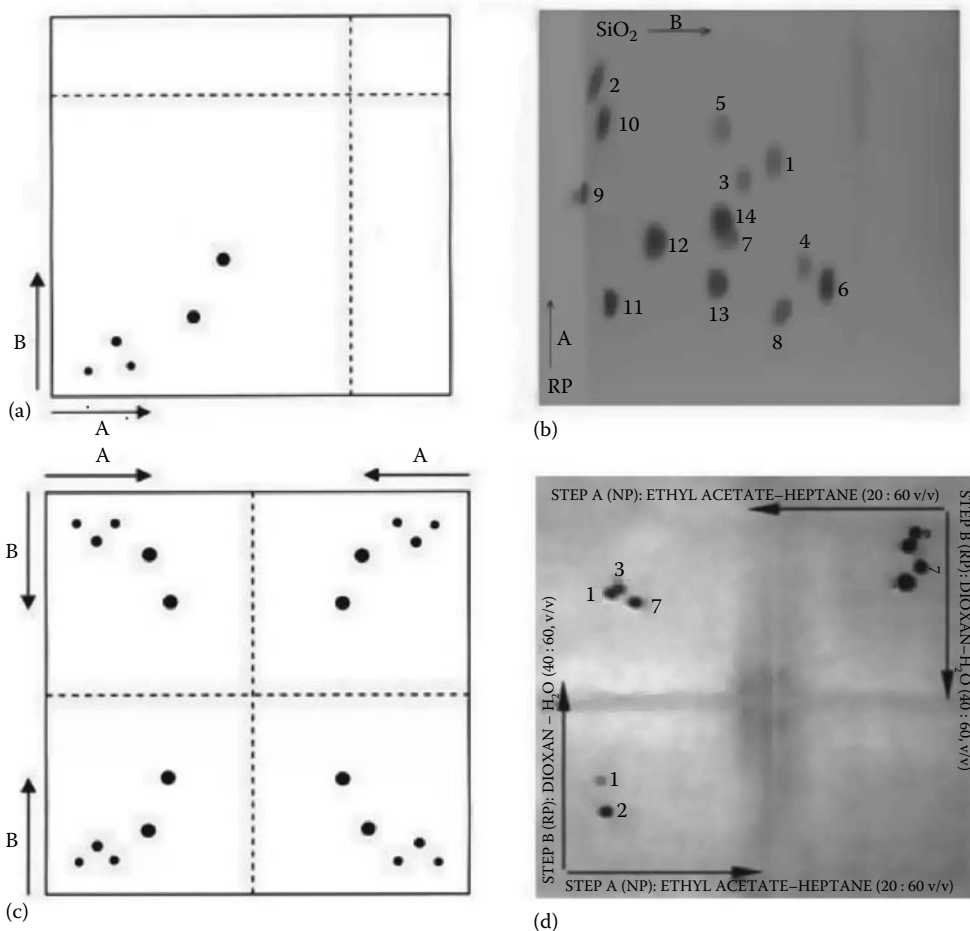 B
(a)
A
SiO₂ B
2
5
10
1
3
9
14
7
12
4
6
11
13
8
A
RP
(b)
A A
B
B
(c)
STEP A (NP): ETHYL ACETATE–HEPTANE (20 : 60 v/v)
STEP B (RP): DIOXAN–H₂O (40 : 60, v/v)
3
1
7
7
STEP B (RP): DIOXAN – H₂O (40 : 60, v/v)
1
2
STEP A (NP): ETHYL ACETATE–HEPTANE (20 : 60 v/v)
(d)